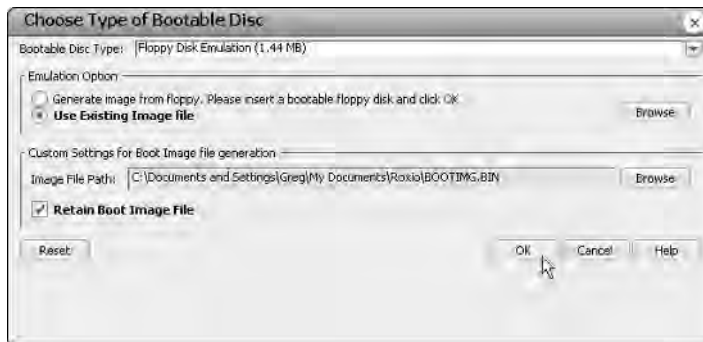 Choose Type of Bootable Disc
Bootable Disc Type: Floppy Disk Emulation (1.44 MB)
Emulation Option
Generate image from floppy. Please insert a bootable floppy disk and click OK
Use Existing Image file
Browse
Custom Settings for Boot Image file generation
Image File Path: C:\Documents and Settings\Greg\My Documents\Roxio\BOOTIMG.BIN Browse
Retain Boot Image File
Reset OK Cancel Help